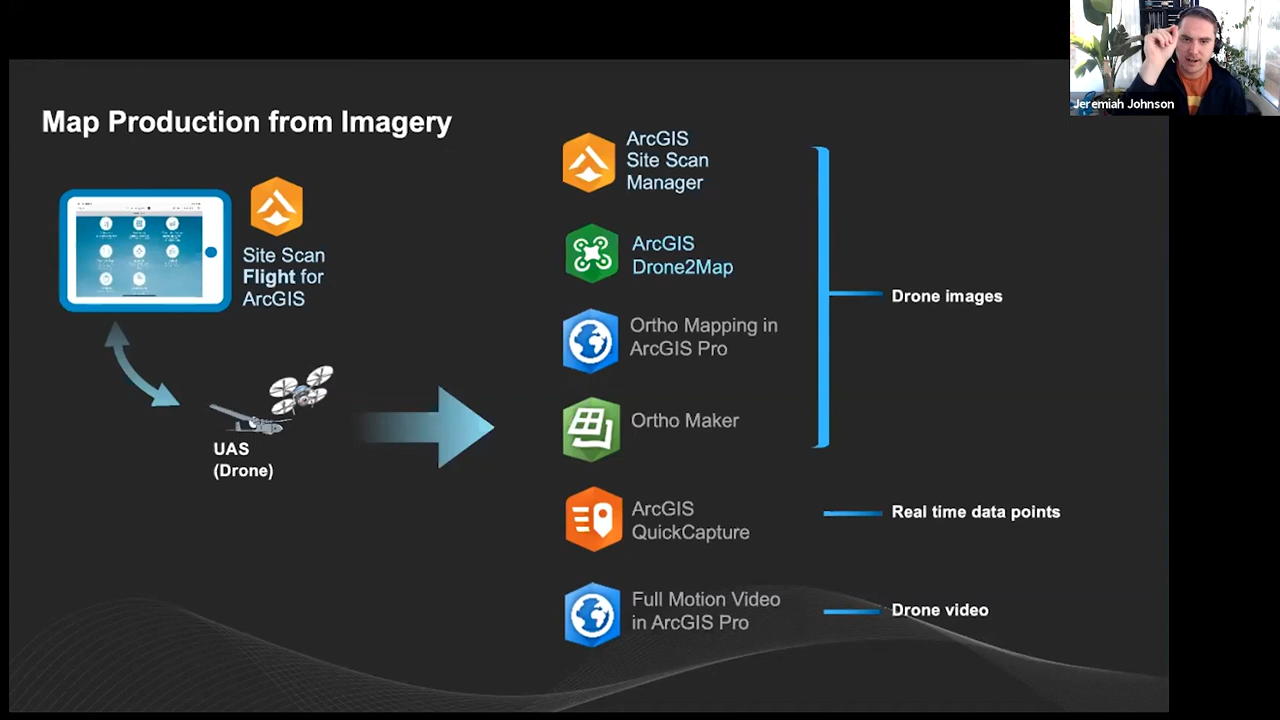 Jeremiah Johnson
Map Production from Imagery
Site Scan
Flight for
ArcGIS
UAS
(Drone)
ArcGIS
Site Scan
Manager
ArcGIS
Drone2Map
Ortho Mapping in
ArcGIS Pro
Ortho Maker
ArcGIS
QuickCapture
Full Motion Video
in ArcGIS Pro
Drone images
Real time data points
Drone video